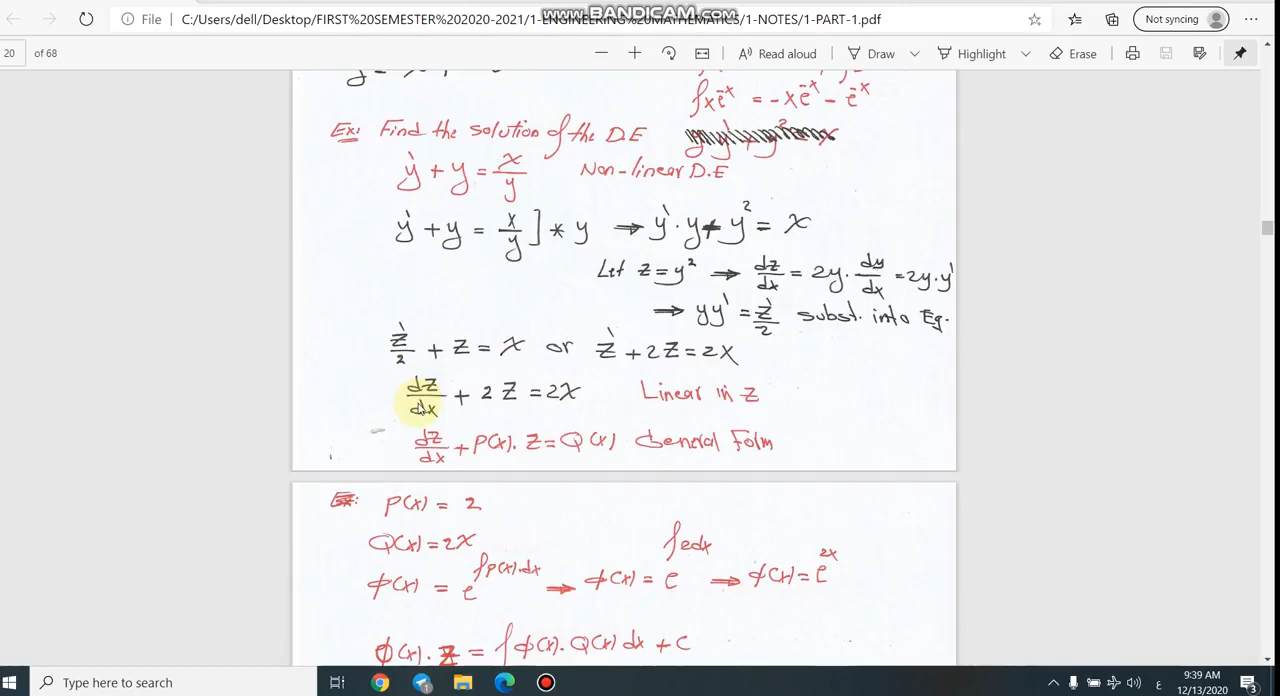 www.BANDICAM.com
File | C:/Users/dell/Desktop/FIRST%20SEMESTER%202020-2021/1-ENGINEERING%20MATHEMATICS/1-NOTES/1-PART-1.pdf
Not syncing
20 of 68
Read aloud
Draw
Highlight
Erase
∫xe^-x = -xe^-x - e^-x
Ex: Find the solution of the D.E
y' + y = x/y Non-linear D.E
y' + y = x/y ] * y ⇒ y'·y + y² = x
Let z = y² → dz/dx = 2y · dy/dx = 2y·y'
⇒ yy' = z'/2 subst. into Eq.
z'/2 + z = x or z' + 2z = 2x
dz/dx + 2z = 2x Linear in z
dz/dx + P(x). z = Q(x) General Form
Ex: P(x) = 2
Q(x) = 2x
φ(x) = e^∫P(x).dx ⇒ φ(x) = e^∫2dx ⇒ φ(x) = e^2x
φ(x). z = ∫φ(x). Q(x) dx + c
Type here to search
9:39 AM
12/13/2020
ع
3